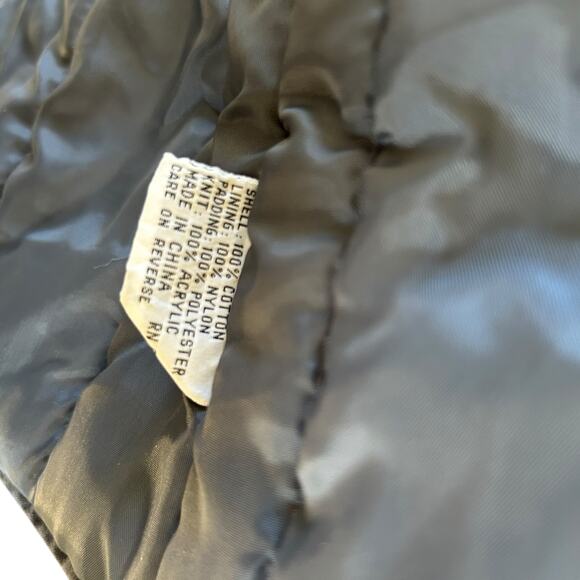 SHELL: 100% COTTON
LINING: 100% NYLON
PADDING: 100% POLYESTER
KNIT: 100% ACRYLIC
MADE IN CHINA
CARE ON REVERSE RN